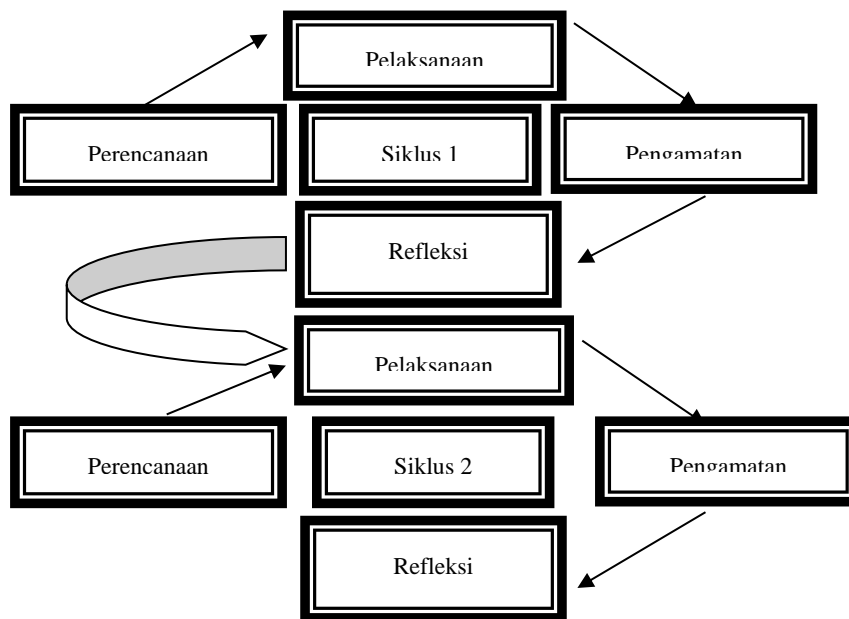 Pelaksanaan
Perencanaan
Siklus 1
Pengamatan
Refleksi
Pelaksanaan
Perencanaan
Siklus 2
Pengamatan
Refleksi